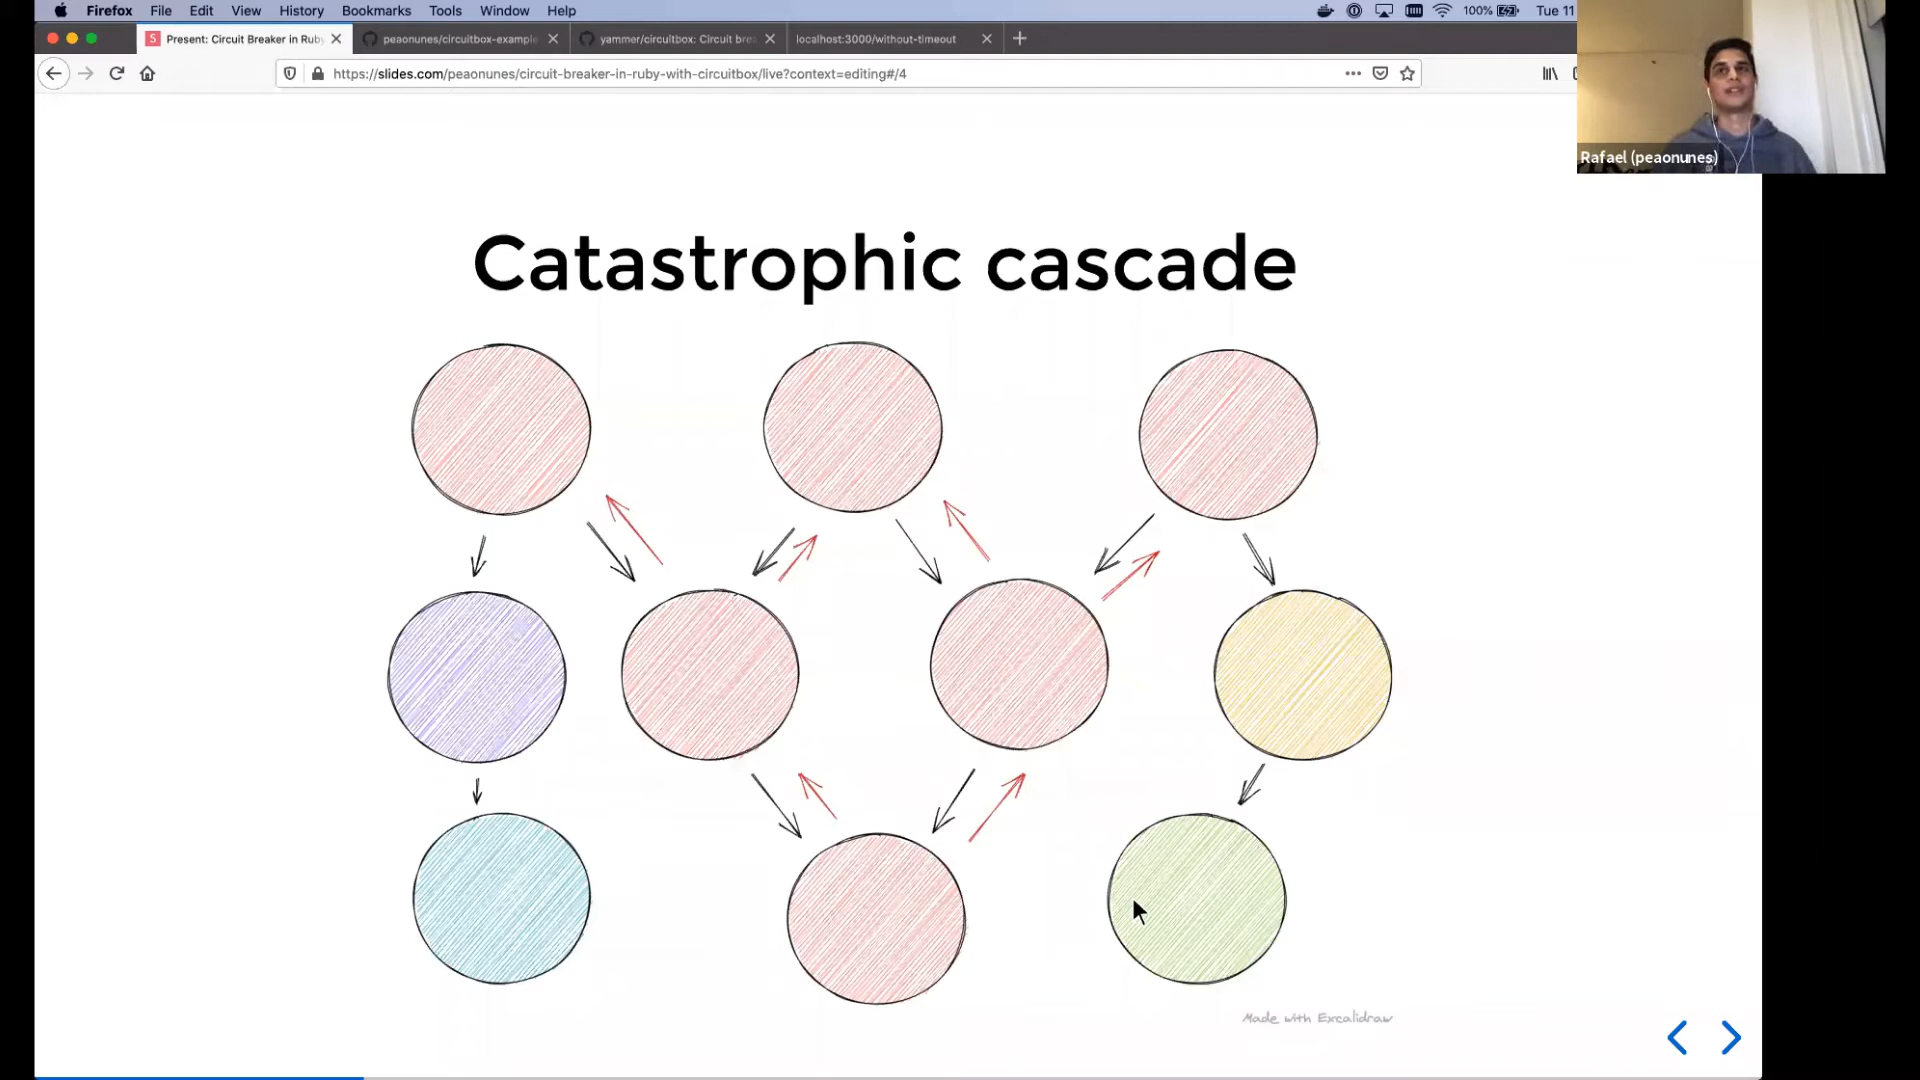 Firefox File Edit View History Bookmarks Tools Window Help 100% Tue 11
S Present: Circuit Breaker in Ruby peaonunes/circuitbox-example yammer/circuitbox: Circuit brea localhost:3000/without-timeout
https://slides.com/peaonunes/circuit-breaker-in-ruby-with-circuitbox/live?context=editing#/4
Rafael (peaonunes)
Catastrophic cascade
Made with Excalidraw